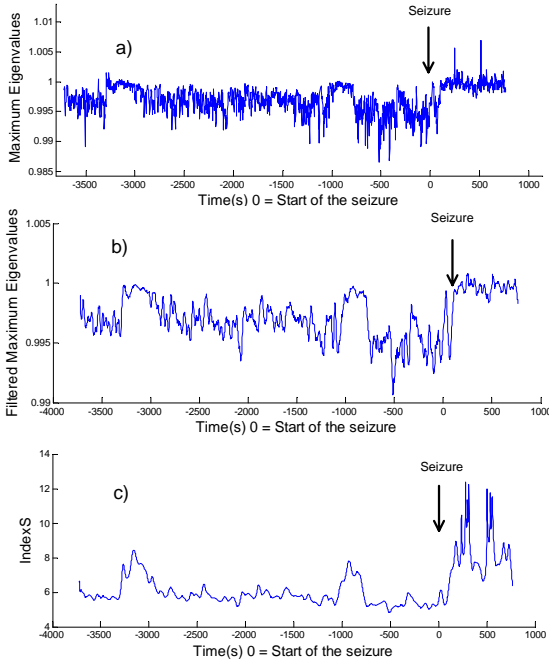 Seizure
a)
Maximum Eigenvalues
1.01
1.005
1
0.995
0.99
0.985
-3500 -3000 -2500 -2000 -1500 -1000 -500 0 500 1000
Time(s) 0 = Start of the seizure
Seizure
b)
Filtered Maximum Eigenvalues
1.005
1
0.995
0.99
-4000 -3500 -3000 -2500 -2000 -1500 -1000 -500 0 500 1000
Time(s) 0 = Start of the seizure
Seizure
c)
IndexS
14
12
10
8
6
4
-4000 -3500 -3000 -2500 -2000 -1500 -1000 -500 0 500 1000
Time(s) 0 = Start of the seizure